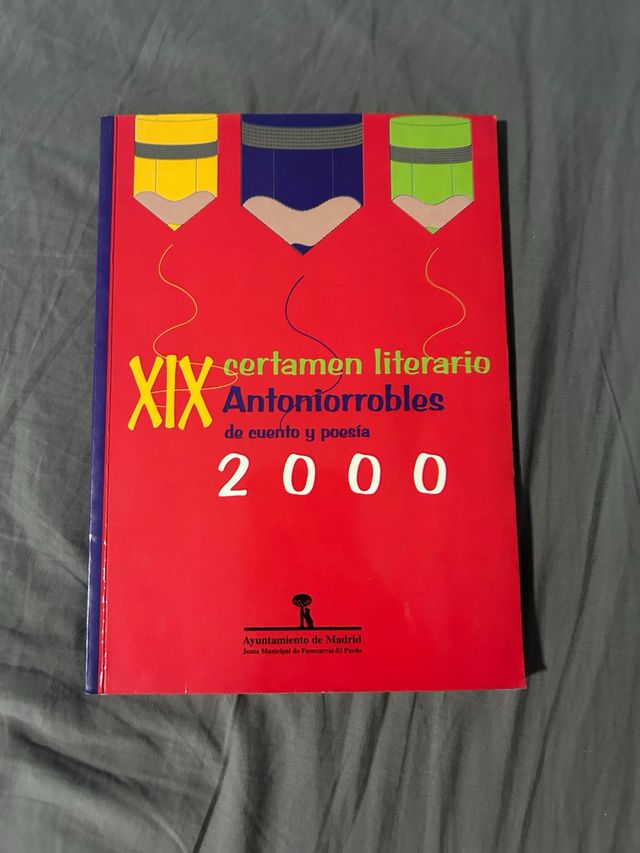 XIX certamen literario
Antoniorrobles
de cuento y poesía
2000
Ayuntamiento de Madrid
Junta Municipal de Fuencarral-El Pardo